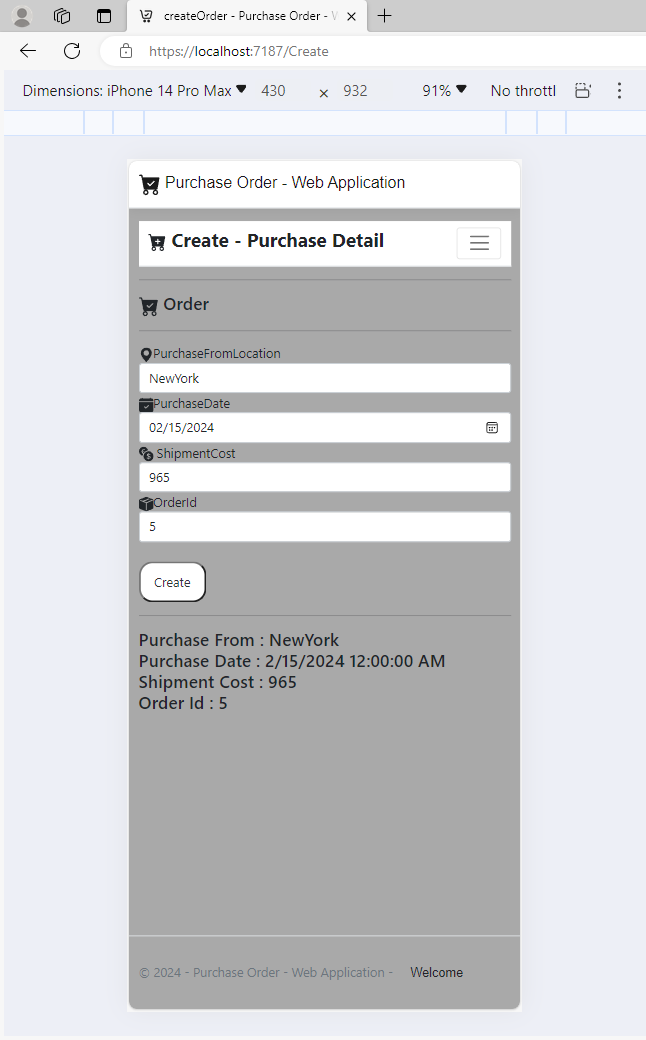 createOrder - Purchase Order - W
https://localhost:7187/Create
Dimensions: iPhone 14 Pro Max 430 × 932 91% No throttl
Purchase Order - Web Application
Create - Purchase Detail
Order
PurchaseFromLocation
NewYork
PurchaseDate
02/15/2024
ShipmentCost
965
OrderId
5
Create
Purchase From : NewYork
Purchase Date : 2/15/2024 12:00:00 AM
Shipment Cost : 965
Order Id : 5
© 2024 - Purchase Order - Web Application - Welcome